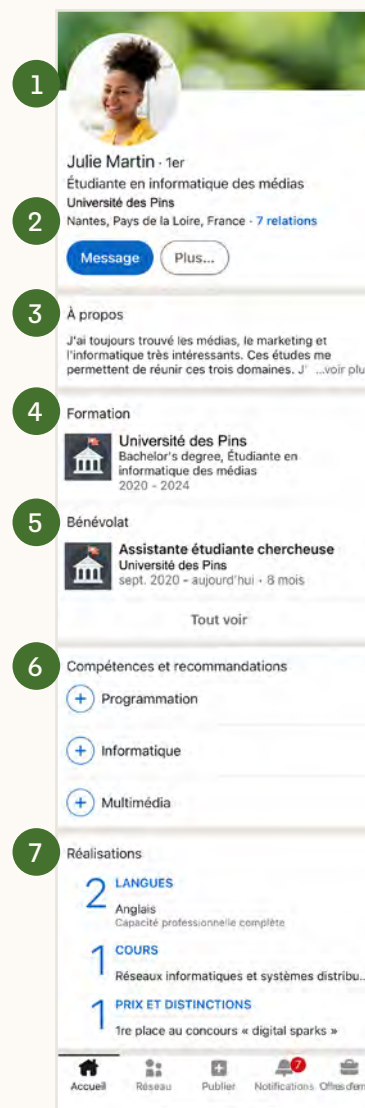 1
Julie Martin · 1er
Étudiante en informatique des médias
Université des Pins
2
Nantes, Pays de la Loire, France · 7 relations
Message
Plus...
3
À propos
J'ai toujours trouvé les médias, le marketing et
l'informatique très intéressants. Ces études me
permettent de réunir ces trois domaines. J' ...voir plu
4
Formation
Université des Pins
Bachelor's degree, Étudiante en
informatique des médias
2020 - 2024
5
Bénévolat
Assistante étudiante chercheuse
Université des Pins
sept. 2020 - aujourd'hui · 8 mois
Tout voir
6
Compétences et recommandations
Programmation
Informatique
Multimédia
7
Réalisations
2 LANGUES
Anglais
Capacité professionnelle complète
1 COURS
Réseaux informatiques et systèmes distribu...
1 PRIX ET DISTINCTIONS
1re place au concours « digital sparks »
7
Accueil Réseau Publier Notifications Offres d'em